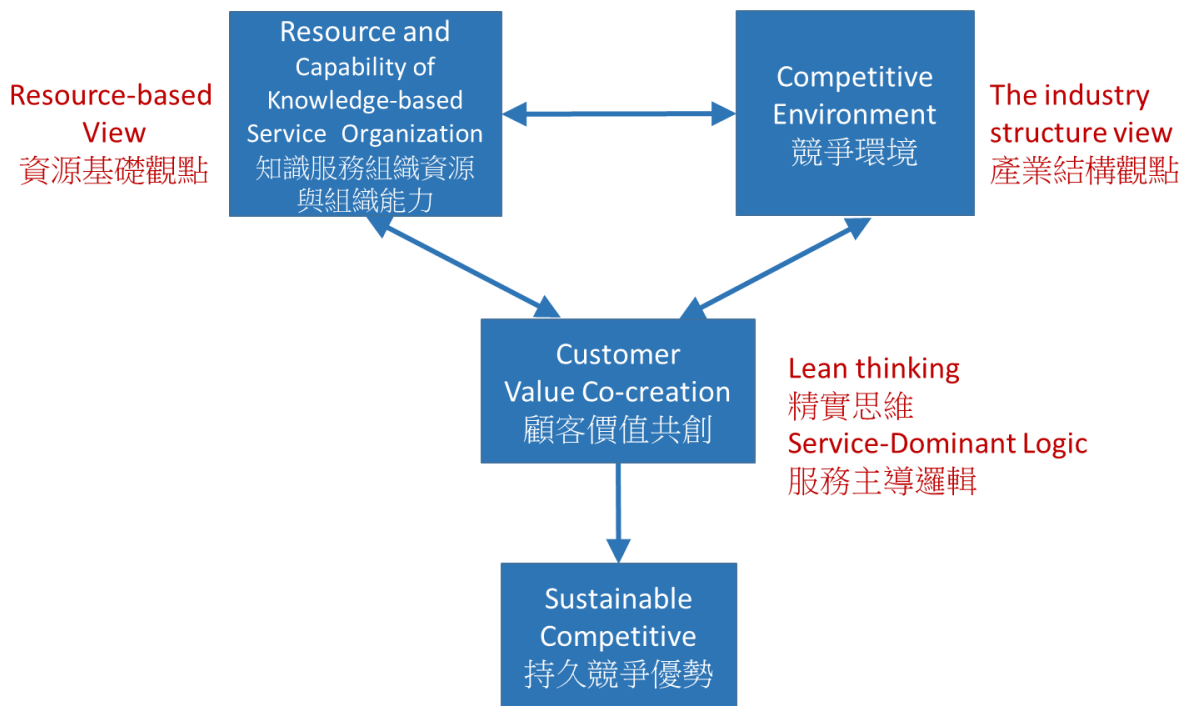 Resource-based
View
資源基礎觀點
Resource and
Capability of
Knowledge-based
Service Organization
知識服務組織資源
與組織能力
Competitive
Environment
競爭環境
The industry
structure view
產業結構觀點
Customer
Value Co-creation
顧客價值共創
Lean thinking
精實思維
Service-Dominant Logic
服務主導邏輯
Sustainable
Competitive
持久競爭優勢